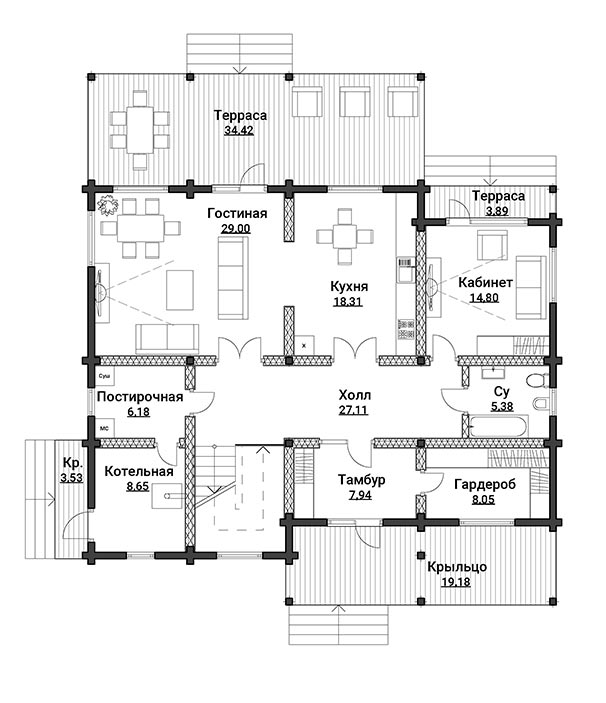 Терраса
34.42
Терраса
3.89
Гостиная
29.00
Кухня
18.31
Кабинет
14.80
х
Суш
Постирочная
6.18
МС
Холл
27.11
Су
5.38
Кр.
3.53
Котельная
8.65
Тамбур
7.94
Гардероб
8.05
Крыльцо
19.18